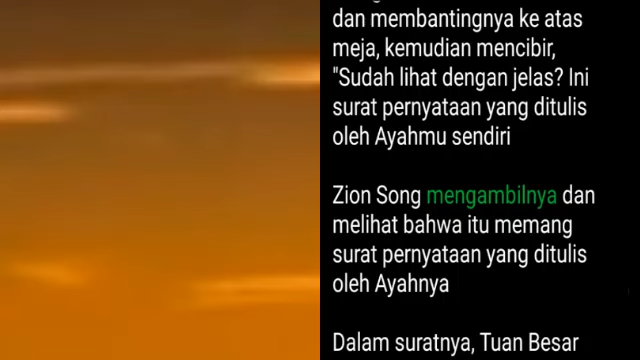 dan membantingnya ke atas
meja, kemudian mencibir,
"Sudah lihat dengan jelas? Ini
surat pernyataan yang ditulis
oleh Ayahmu sendiri
Zion Song mengambilnya dan
melihat bahwa itu memang
surat pernyataan yang ditulis
oleh Ayahnya
Dalam suratnya, Tuan Besar